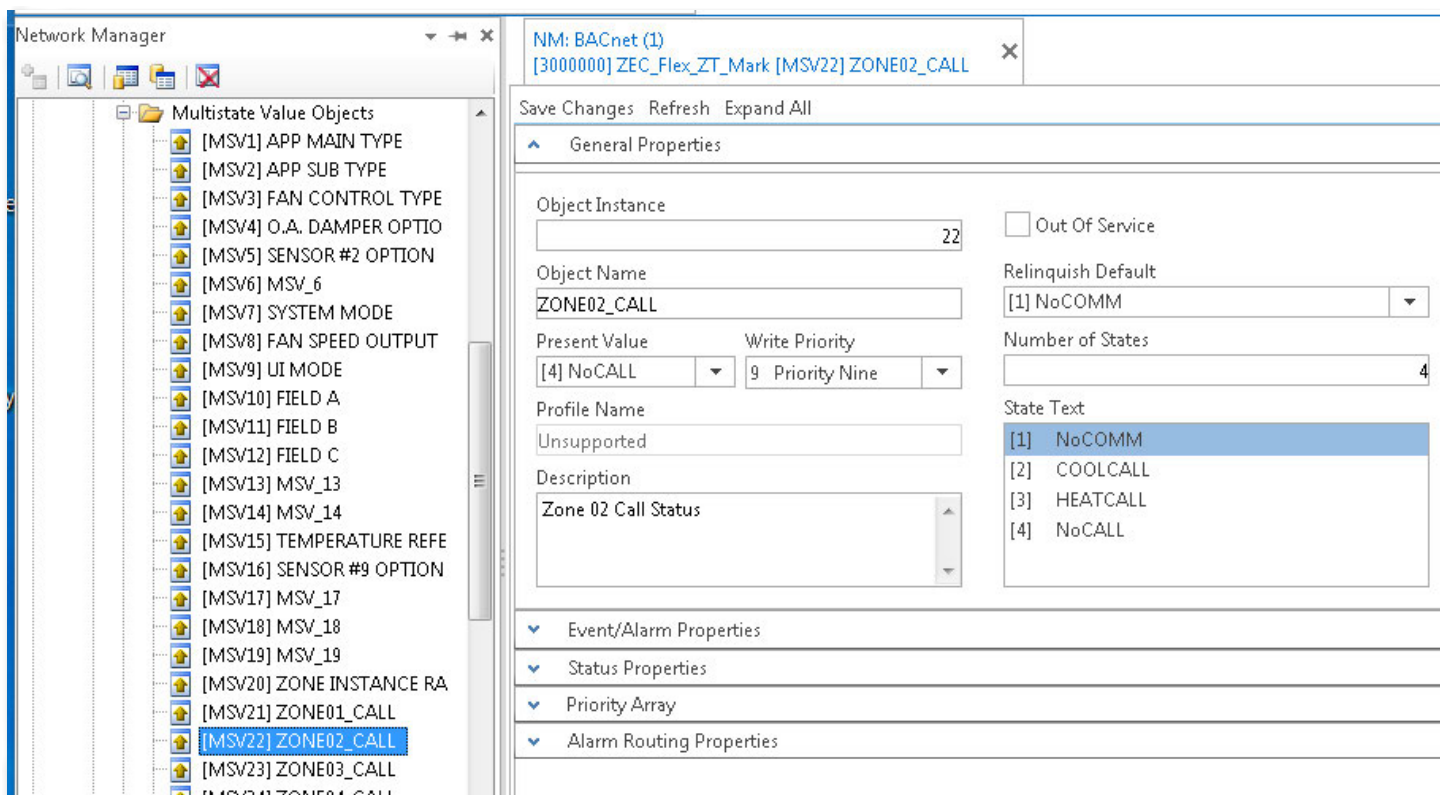 Network Manager
Multistate Value Objects
[MSV1] APP MAIN TYPE
[MSV2] APP SUB TYPE
[MSV3] FAN CONTROL TYPE
[MSV4] O.A. DAMPER OPTIO
[MSV5] SENSOR #2 OPTION
[MSV6] MSV_6
[MSV7] SYSTEM MODE
[MSV8] FAN SPEED OUTPUT
[MSV9] UI MODE
[MSV10] FIELD A
[MSV11] FIELD B
[MSV12] FIELD C
[MSV13] MSV_13
[MSV14] MSV_14
[MSV15] TEMPERATURE REFE
[MSV16] SENSOR #9 OPTION
[MSV17] MSV_17
[MSV18] MSV_18
[MSV19] MSV_19
[MSV20] ZONE INSTANCE RA
[MSV21] ZONE01_CALL
[MSV22] ZONE02_CALL
[MSV23] ZONE03_CALL
NM: BACnet (1)
[3000000] ZEC_Flex_ZT_Mark [MSV22] ZONE02_CALL
Save Changes Refresh Expand All
General Properties
Object Instance
22
Object Name
ZONE02_CALL
Present Value Write Priority
[4] NoCALL 9 Priority Nine
Profile Name
Unsupported
Description
Zone 02 Call Status
Out Of Service
Relinquish Default
[1] NoCOMM
Number of States
4
State Text
[1] NoCOMM
[2] COOLCALL
[3] HEATCALL
[4] NoCALL
Event/Alarm Properties
Status Properties
Priority Array
Alarm Routing Properties